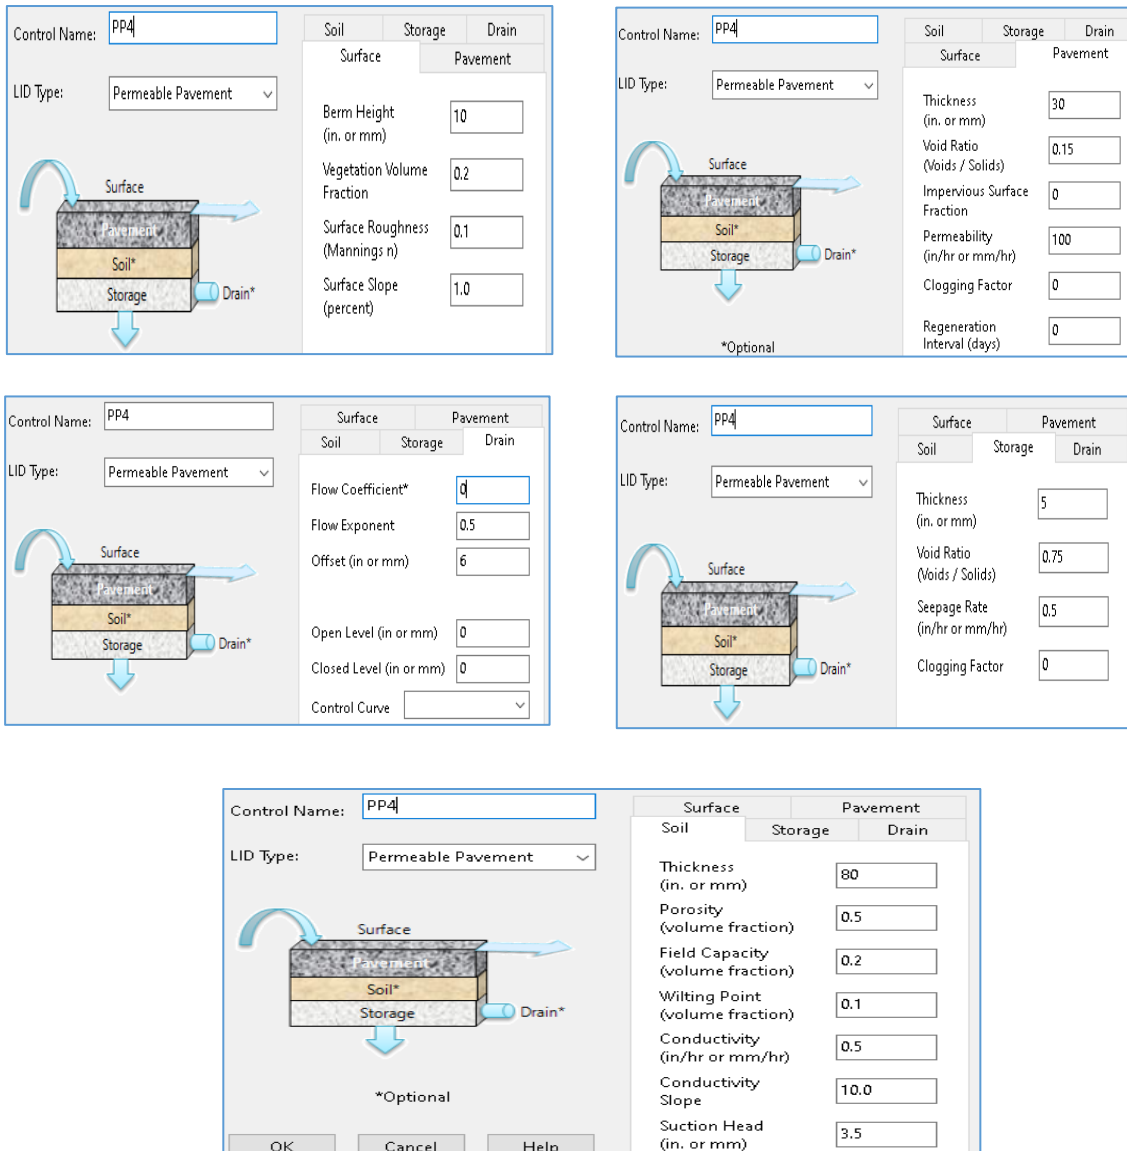 Control Name: PP4
LID Type: Permeable Pavement
Surface
Pavement
Soil*
Storage
Drain*
Soil Storage Drain
Surface Pavement
Berm Height 10
(in. or mm)
Vegetation Volume 0.2
Fraction
Surface Roughness 0.1
(Mannings n)
Surface Slope 1.0
(percent)
Control Name: PP4
LID Type: Permeable Pavement
Surface
Pavement
Soil*
Storage
Drain*
*Optional
Soil Storage Drain
Surface Pavement
Thickness 30
(in. or mm)
Void Ratio 0.15
(Voids / Solids)
Impervious Surface 0
Fraction
Permeability 100
(in/hr or mm/hr)
Clogging Factor 0
Regeneration 0
Interval (days)
Control Name: PP4
LID Type: Permeable Pavement
Surface
Pavement
Soil*
Storage
Drain*
Surface Pavement
Soil Storage Drain
Flow Coefficient* 0
Flow Exponent 0.5
Offset (in or mm) 6
Open Level (in or mm) 0
Closed Level (in or mm) 0
Control Curve
Control Name: PP4
LID Type: Permeable Pavement
Surface
Pavement
Soil*
Storage
Drain*
Surface Pavement
Soil Storage Drain
Thickness 5
(in. or mm)
Void Ratio 0.75
(Voids / Solids)
Seepage Rate 0.5
(in/hr or mm/hr)
Clogging Factor 0
Control Name: PP4
LID Type: Permeable Pavement
Surface
Pavement
Soil*
Storage
Drain*
*Optional
OK Cancel Help
Surface Pavement
Soil Storage Drain
Thickness 80
(in. or mm)
Porosity 0.5
(volume fraction)
Field Capacity 0.2
(volume fraction)
Wilting Point 0.1
(volume fraction)
Conductivity 0.5
(in/hr or mm/hr)
Conductivity 10.0
Slope
Suction Head 3.5
(in. or mm)